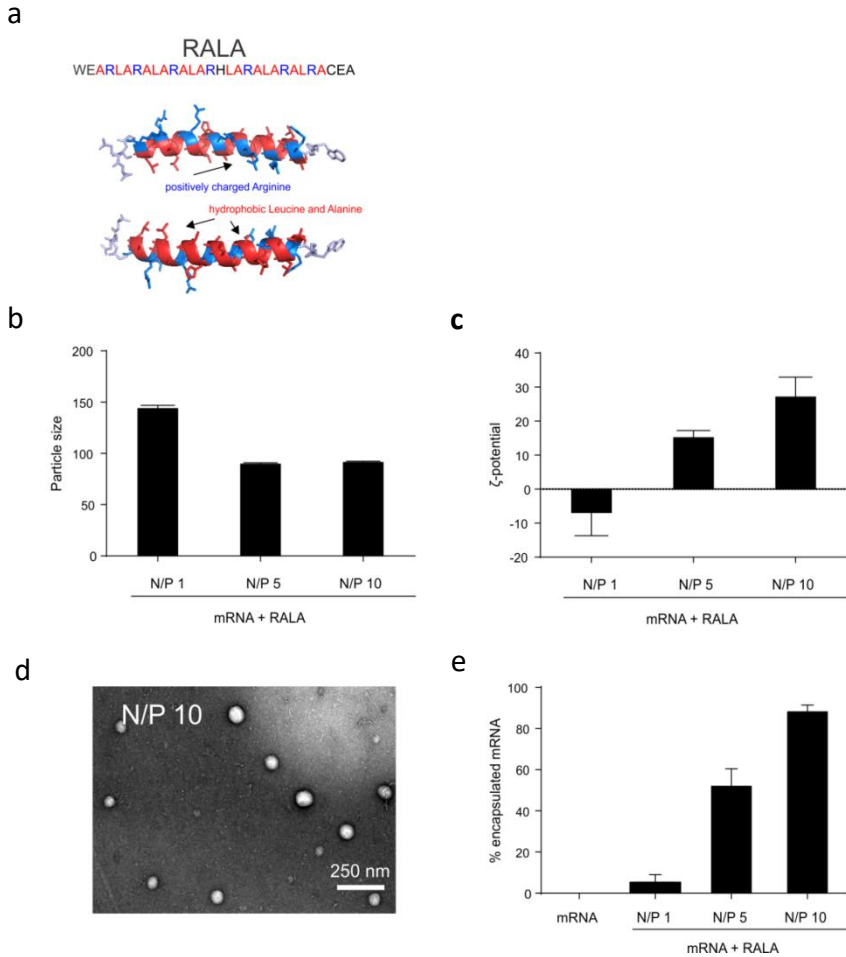 a
RALA
WEARLARALARALARHLARALARALRACEA
positively charged Arginine
hydrophobic Leucine and Alanine
b
200
150
100
50
0
Particle size
N/P 1 N/P 5 N/P 10
mRNA + RALA
c
40
30
20
10
0
-10
-20
ζ-potential
N/P 1 N/P 5 N/P 10
mRNA + RALA
d
N/P 10
250 nm
e
100
80
60
40
20
0
% encapsulated mRNA
mRNA N/P 1 N/P 5 N/P 10
mRNA + RALA